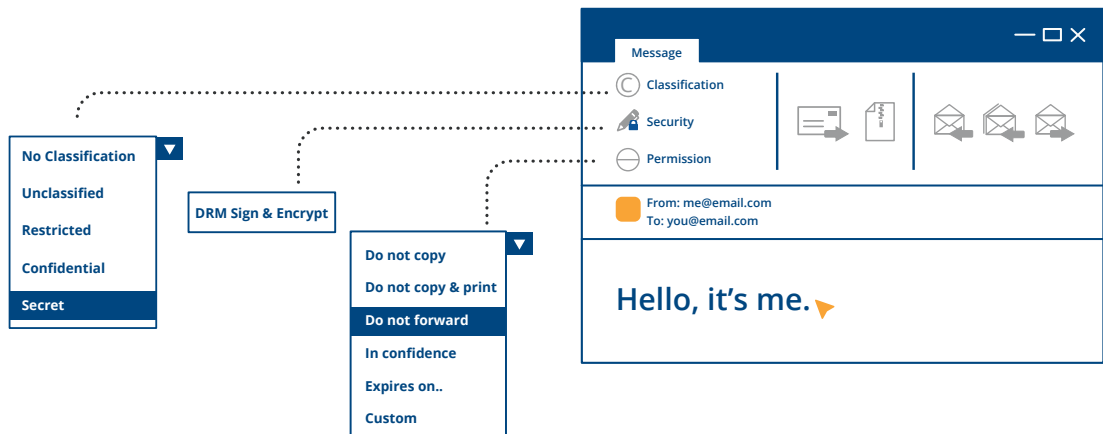 Message
Classification
Security
Permission
From: me@email.com
To: you@email.com
Hello, it's me.
No Classification
Unclassified
Restricted
Confidential
Secret
DRM Sign & Encrypt
Do not copy
Do not copy & print
Do not forward
In confidence
Expires on..
Custom